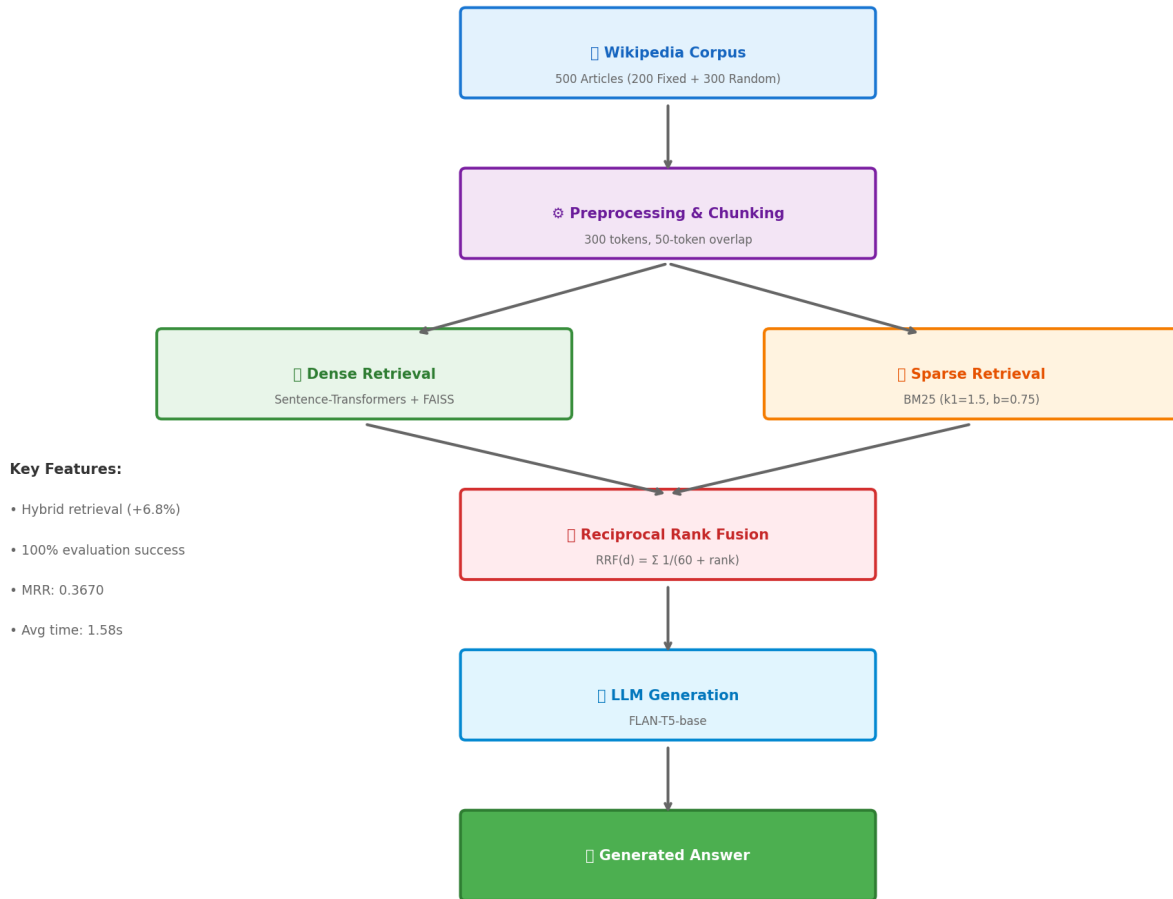 Wikipedia Corpus
500 Articles (200 Fixed + 300 Random)
⚙ Preprocessing & Chunking
300 tokens, 50-token overlap
Dense Retrieval
Sentence-Transformers + FAISS
Sparse Retrieval
BM25 (k1=1.5, b=0.75)
Key Features:
• Hybrid retrieval (+6.8%)
• 100% evaluation success
• MRR: 0.3670
• Avg time: 1.58s
Reciprocal Rank Fusion
RRF(d) = Σ 1/(60 + rank)
LLM Generation
FLAN-T5-base
Generated Answer